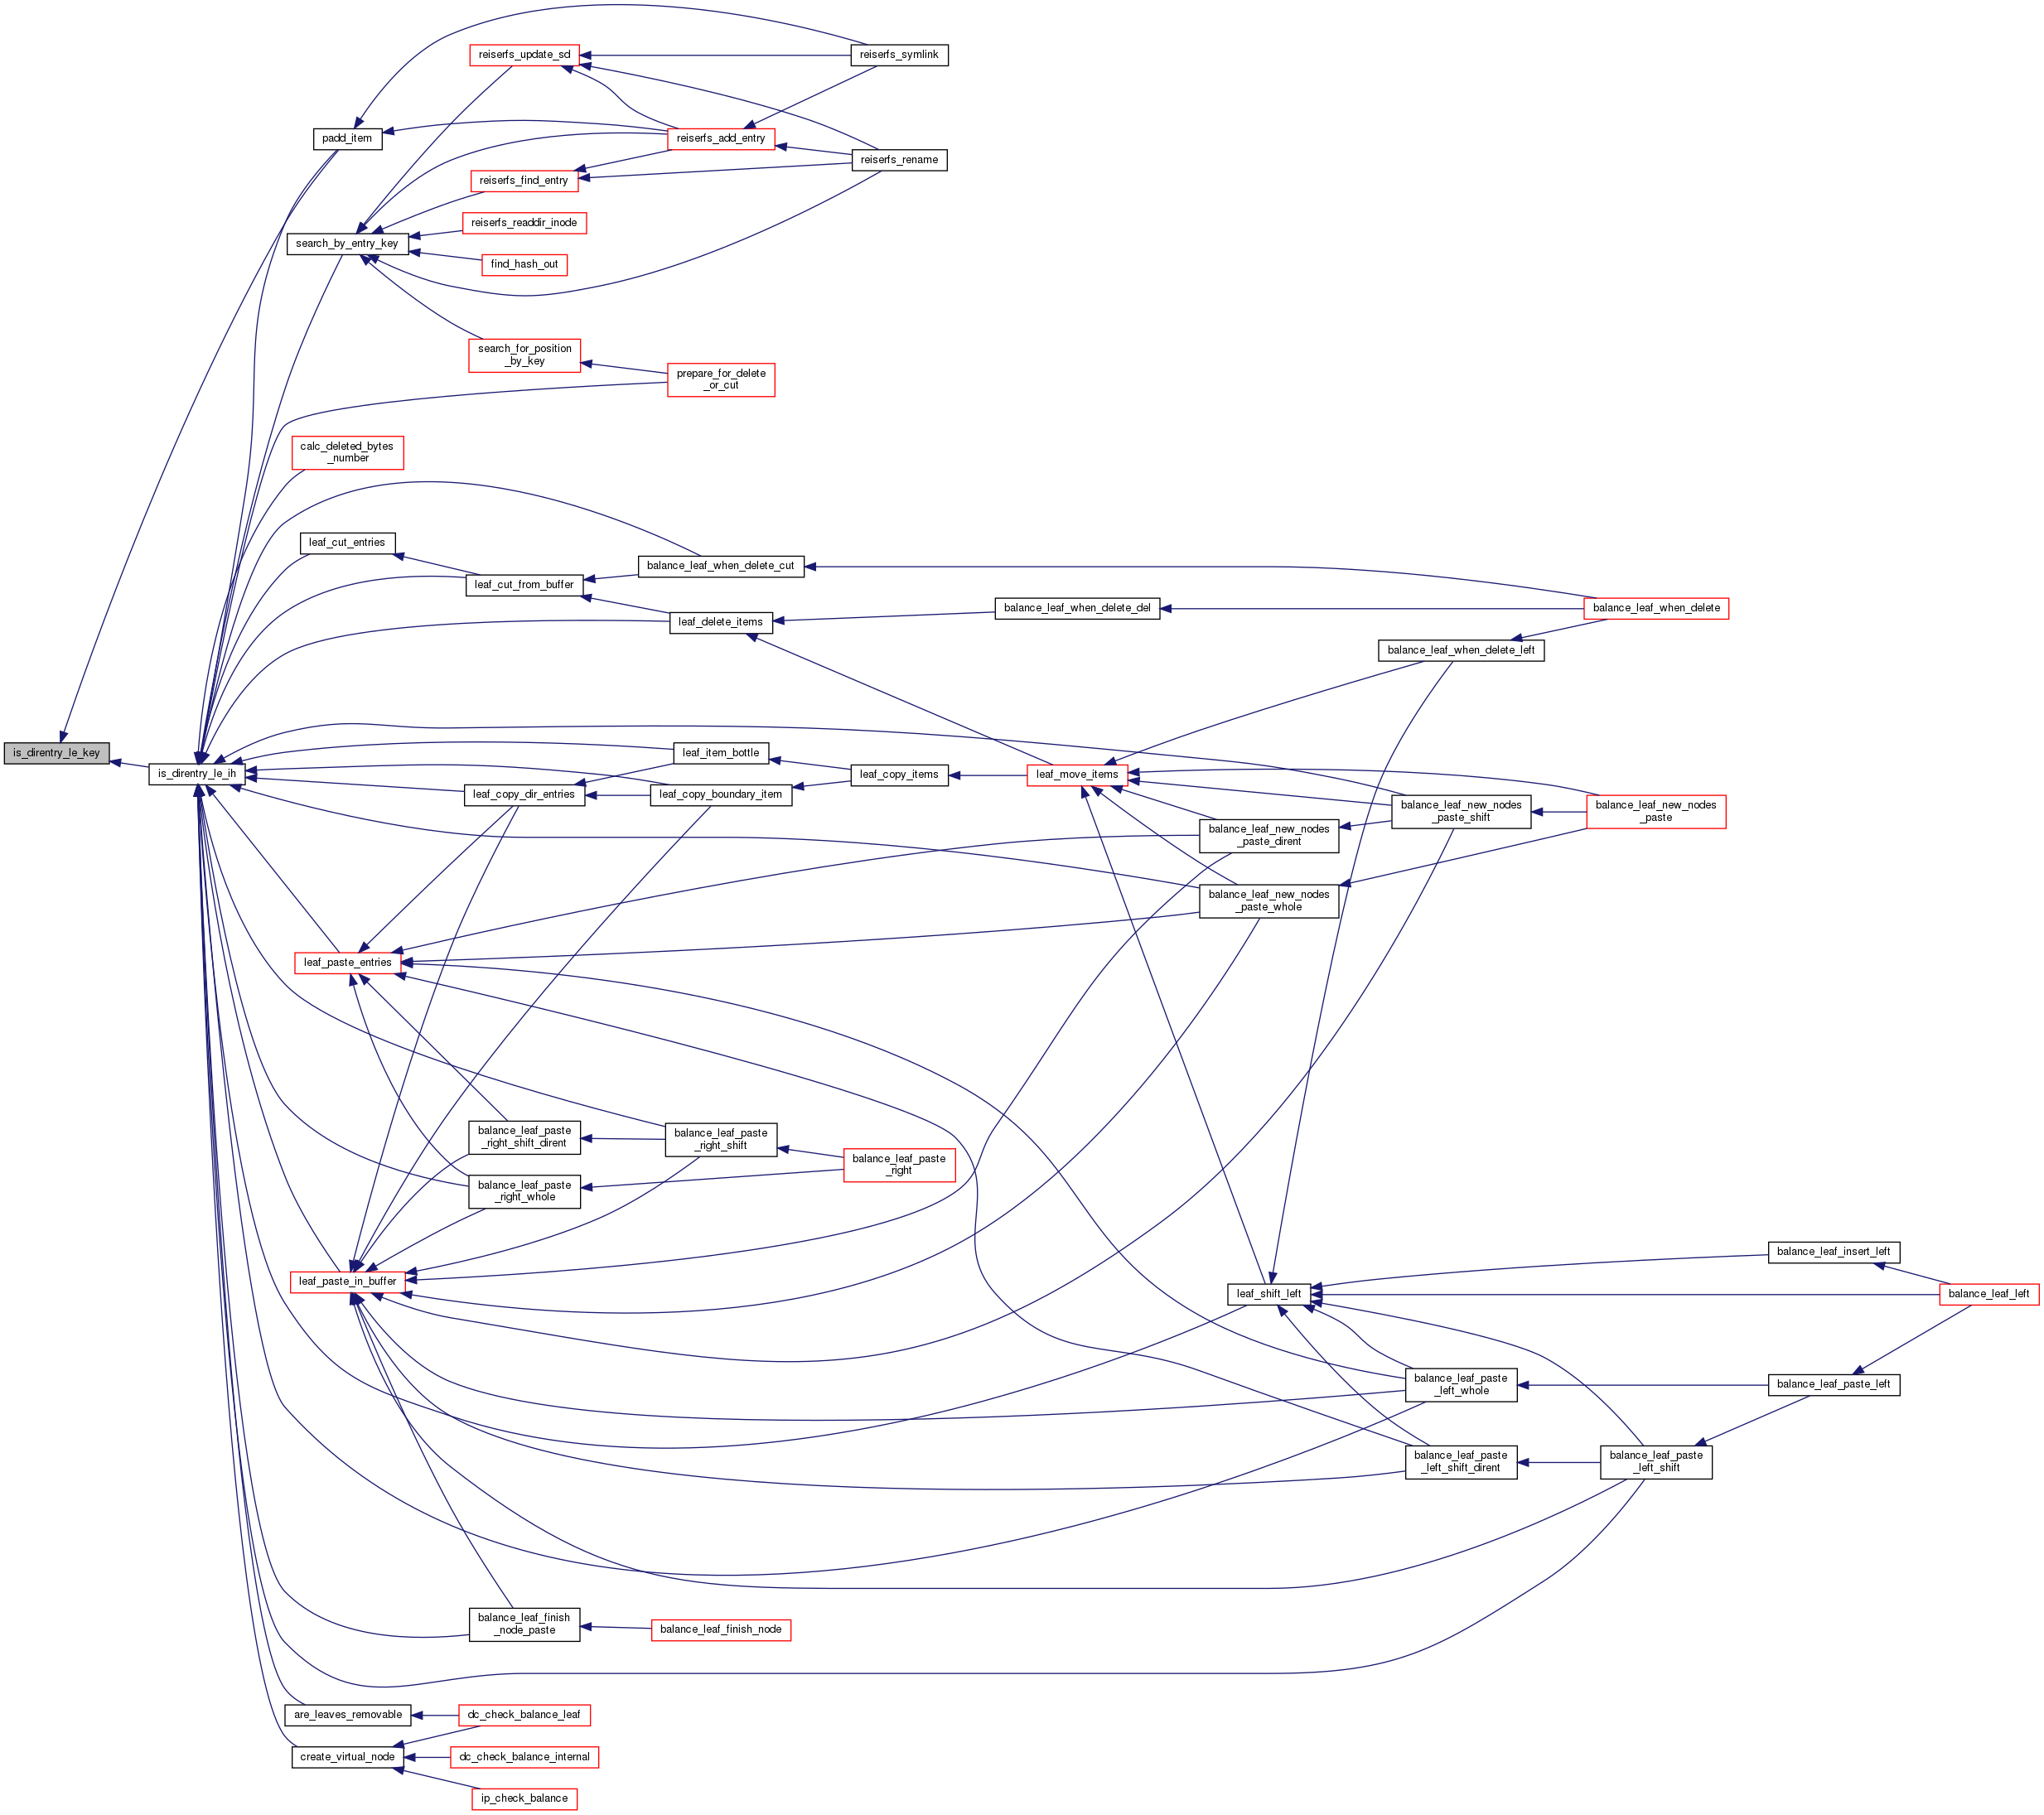 reiserfs_update_sd
reiserfs_symlink
padd_item
reiserfs_add_entry
reiserfs_rename
reiserfs_find_entry
reiserfs_readdir_inode
search_by_entry_key
find_hash_out
search_for_position
_by_key
prepare_for_delete
_or_cut
calc_deleted_bytes
_number
leaf_cut_entries
balance_leaf_when_delete_cut
leaf_cut_from_buffer
balance_leaf_when_delete_del
balance_leaf_when_delete
leaf_delete_items
balance_leaf_when_delete_left
is_direntry_le_key
is_direntry_le_ih
leaf_item_bottle
leaf_copy_items
leaf_move_items
leaf_copy_dir_entries
leaf_copy_boundary_item
balance_leaf_new_nodes
_paste_shift
balance_leaf_new_nodes
_paste
balance_leaf_new_nodes
_paste_dirent
balance_leaf_new_nodes
_paste_whole
leaf_paste_entries
balance_leaf_paste
_right_shift_dirent
balance_leaf_paste
_right_shift
balance_leaf_paste
_right
balance_leaf_paste
_right_whole
leaf_paste_in_buffer
balance_leaf_insert_left
leaf_shift_left
balance_leaf_left
balance_leaf_paste
_left_whole
balance_leaf_paste_left
balance_leaf_paste
_left_shift_dirent
balance_leaf_paste
_left_shift
balance_leaf_finish
_node_paste
balance_leaf_finish_node
are_leaves_removable
dc_check_balance_leaf
create_virtual_node
dc_check_balance_internal
ip_check_balance